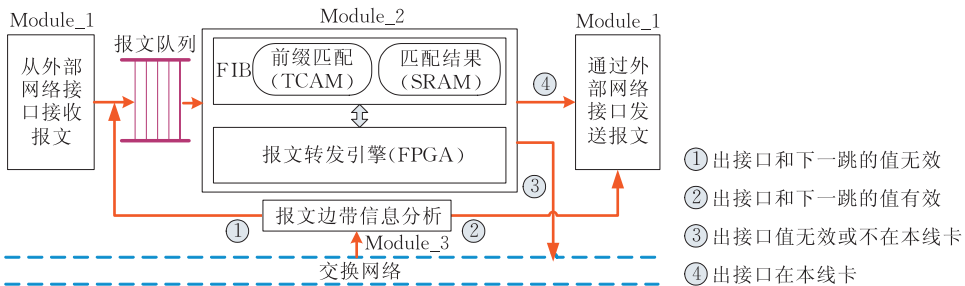 Module_1
从外部
网络接
口接收
报文
报文队列
Module_2
FIB
前缀匹配
(TCAM)
匹配结果
(SRAM)
报文转发引擎(FPGA)
④
③
Module_1
通过外
部网络
接口发
送报文
①
报文边带信息分析
②
Module_3
交换网络
①出接口和下一跳的值无效
②出接口和下一跳的值有效
③出接口值无效或不在本线卡
④出接口在本线卡